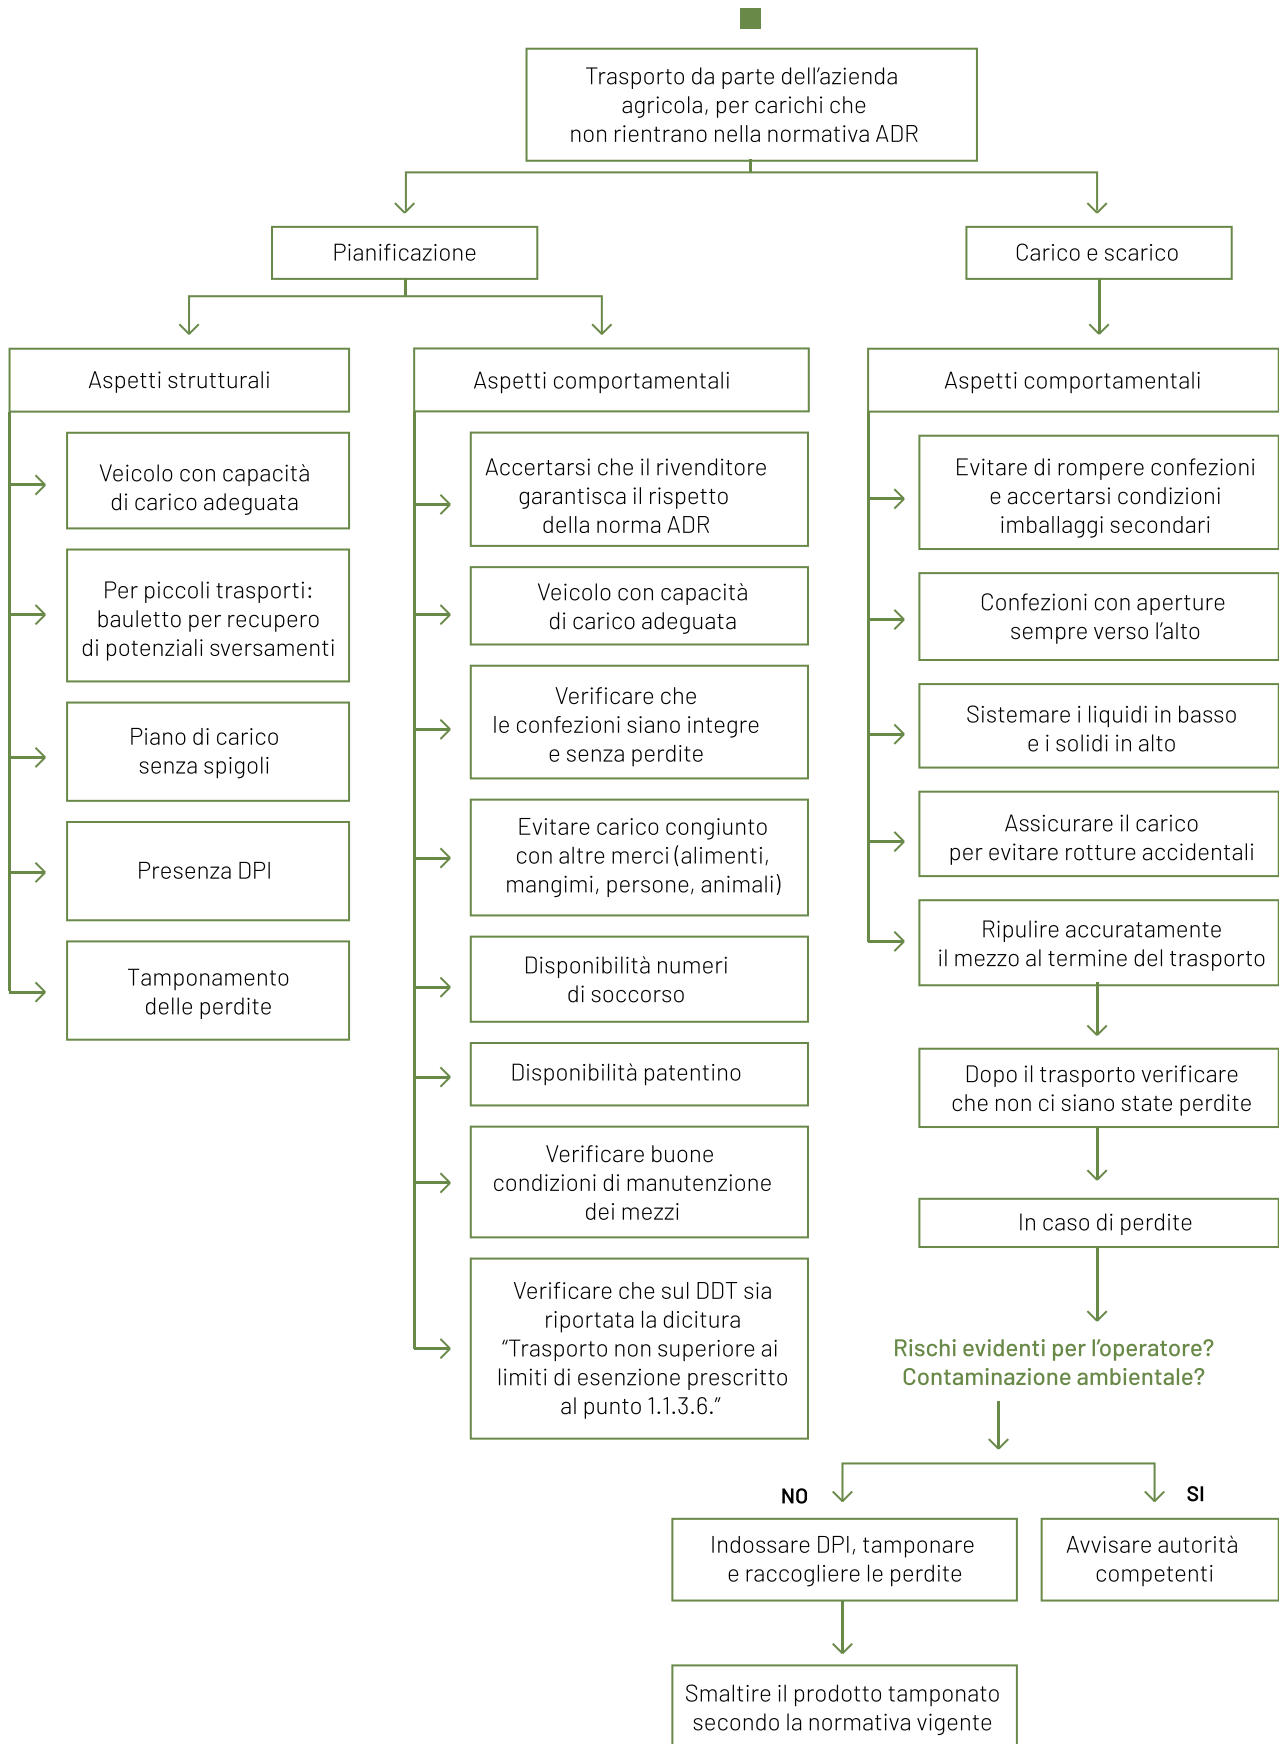 Trasporto da parte dell'azienda
agricola, per carichi che
non rientrano nella normativa ADR
Pianificazione
Carico e scarico
Aspetti strutturali
Veicolo con capacità
di carico adeguata
Per piccoli trasporti:
bauletto per recupero
di potenziali sversamenti
Piano di carico
senza spigoli
Presenza DPI
Tamponamento
delle perdite
Aspetti comportamentali
Accertarsi che il rivenditore
garantisca il rispetto
della norma ADR
Veicolo con capacità
di carico adeguata
Verificare che
le confezioni siano integre
e senza perdite
Evitare carico congiunto
con altre merci (alimenti,
mangimi, persone, animali)
Disponibilità numeri
di soccorso
Disponibilità patentino
Verificare buone
condizioni di manutenzione
dei mezzi
Verificare che sul DDT sia
riportata la dicitura
“Trasporto non superiore ai
limiti di esenzione prescritto
al punto 1.1.3.6.”
Aspetti comportamentali
Evitare di rompere confezioni
e accertarsi condizioni
imballaggi secondari
Confezioni con aperture
sempre verso l'alto
Sistemare i liquidi in basso
e i solidi in alto
Assicurare il carico
per evitare rotture accidentali
Ripulire accuratamente
il mezzo al termine del trasporto
Dopo il trasporto verificare
che non ci siano state perdite
In caso di perdite
Rischi evidenti per l'operatore?
Contaminazione ambientale?
NO
SI
Indossare DPI, tamponare
e raccogliere le perdite
Avvisare autorità
competenti
Smaltire il prodotto tamponato
secondo la normativa vigente